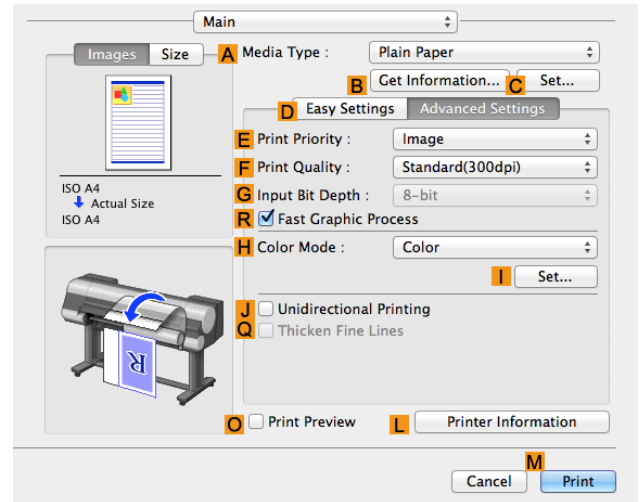 Main
Images Size A Media Type : Plain Paper
B Get Information... C Set...
D Easy Settings Advanced Settings
E Print Priority : Image
F Print Quality : Standard(300dpi)
G Input Bit Depth : 8-bit
R Fast Graphic Process
H Color Mode : Color
I Set...
J Unidirectional Printing
Q Thicken Fine Lines
ISO A4
Actual Size
ISO A4
R
O Print Preview L Printer Information
M
Cancel Print